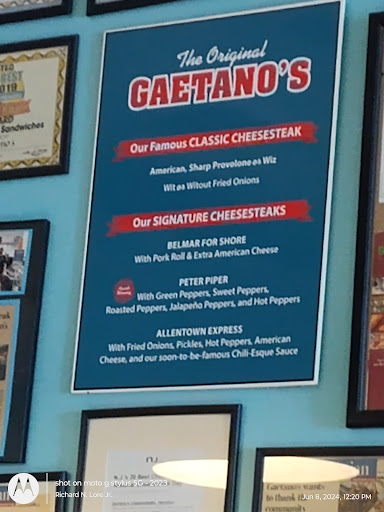 BEST
2019
Sandwiches
The Original
GAETANO'S
Our Famous CLASSIC CHEESESTEAK
American, Sharp Provolone or Wiz
Wit or Witout Fried Onions
Our SIGNATURE CHEESESTEAKS
BELMAR FOR SHORE
With Pork Roll & Extra American Cheese
PETER PIPER
With Green Peppers, Sweet Peppers,
Roasted Peppers, Jalapeño Peppers, and Hot Peppers
ALLENTOWN EXPRESS
With Fried Onions, Pickles, Hot Peppers, American
Cheese, and our soon-to-be-famous Chili-Esque Sauce
shot on moto g stylus 5G - 2023
Richard N. Lore Jr.
Jun 8, 2024, 12:20 PM